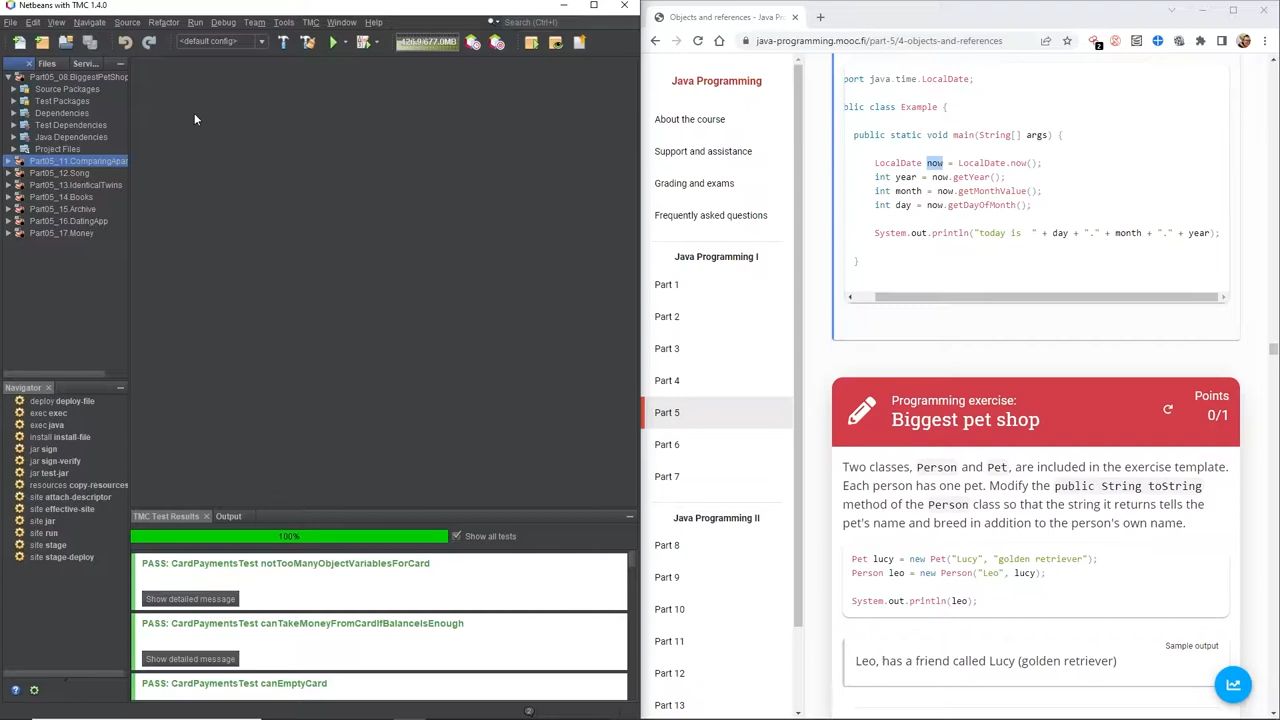 Netbeans with TMC 1.4.0
File Edit View Navigate Source Refactor Run Debug Team Tools TMC Window Help
Search (Ctrl+I)
<default config>
Files
Servi...
Part05_08.BiggestPetShop
Source Packages
Test Packages
Dependencies
Test Dependencies
Java Dependencies
Project Files
Part05_11.ComparingApar
Part05_12.Song
Part05_13.IdenticalTwins
Part05_14.Books
Part05_15.Archive
Part05_16.DatingApp
Part05_17.Money
Navigator
deploy deploy-file
exec exec
exec java
install install-file
jar sign
jar sign-verify
jar test-jar
resources copy-resources
site attach-descriptor
site effective-site
site jar
site run
site stage
site stage-deploy
TMC Test Results
Output
100%
Show all tests
PASS: CardPaymentsTest notTooManyObjectVariablesForCard
Show detailed message
PASS: CardPaymentsTest canTakeMoneyFromCardIfBalanceIsEnough
Show detailed message
PASS: CardPaymentsTest canEmptyCard
Objects and references - Java Pr
java-programming.mooc.fi/part-5/4-objects-and-references
2
Java Programming
About the course
Support and assistance
Grading and exams
Frequently asked questions
Java Programming I
Part 1
Part 2
Part 3
Part 4
Part 5
Part 6
Part 7
Java Programming II
Part 8
Part 9
Part 10
Part 11
Part 12
Part 13
port java.time.LocalDate;
blic class Example {
public static void main(String[] args) {
LocalDate now = LocalDate.now();
int year = now.getYear();
int month = now.getMonthValue();
int day = now.getDayOfMonth();
System.out.println("today is " + day + "." + month + "." + year);
}
Programming exercise:
Biggest pet shop
Points
0/1
Two classes, Person and Pet, are included in the exercise template.
Each person has one pet. Modify the public String toString
method of the Person class so that the string it returns tells the
pet's name and breed in addition to the person's own name.
Pet lucy = new Pet("Lucy", "golden retriever");
Person leo = new Person("Leo", lucy);
System.out.println(leo);
Sample output
Leo, has a friend called Lucy (golden retriever)